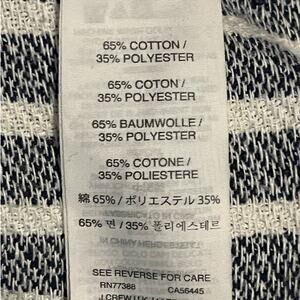 65% COTTON /
35% POLYESTER
65% COTON /
35% POLYESTER
65% BAUMWOLLE /
35% POLYESTER
65% COTONE /
35% POLIESTERE
綿 65% / ポリエステル 35%
65% 면 / 35% 폴리에스테르
SEE REVERSE FOR CARE
RN77388 CA56445
J.CREW